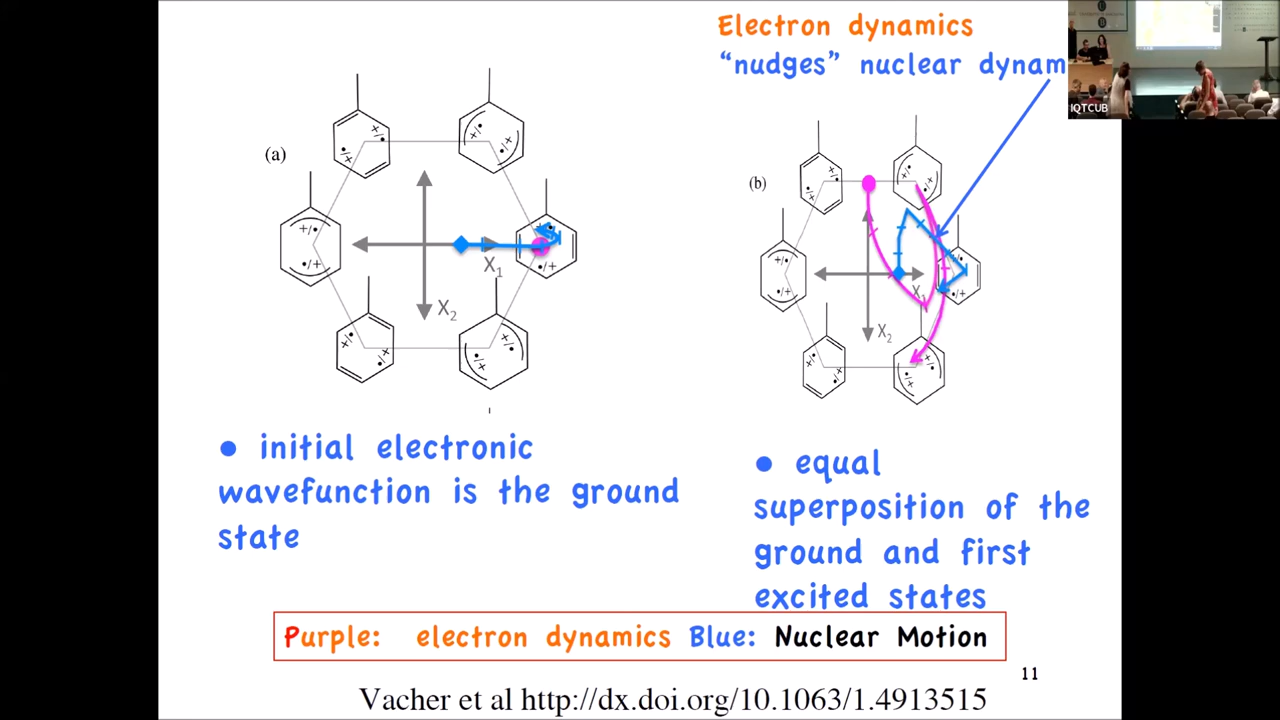 Electron dynamics
"nudges" nuclear dynam
IQTCUB
(a)
X1
X2
(b)
X1
X2
● initial electronic
wavefunction is the ground
state
● equal
superposition of the
ground and first
excited states
Purple: electron dynamics Blue: Nuclear Motion
11
Vacher et al http://dx.doi.org/10.1063/1.4913515